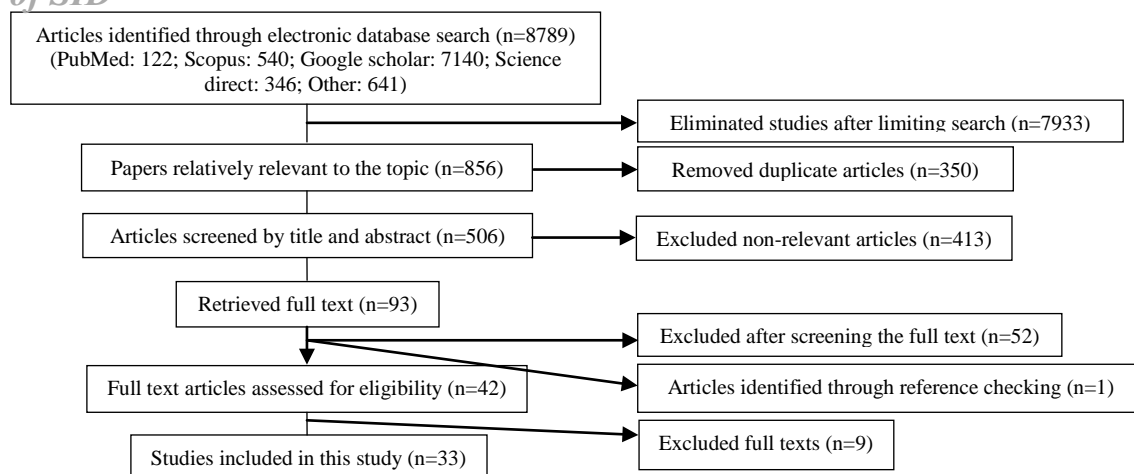 of SID
Articles identified through electronic database search (n=8789)
(PubMed: 122; Scopus: 540; Google scholar: 7140; Science
direct: 346; Other: 641)
Eliminated studies after limiting search (n=7933)
Papers relatively relevant to the topic (n=856)
Removed duplicate articles (n=350)
Articles screened by title and abstract (n=506)
Excluded non-relevant articles (n=413)
Retrieved full text (n=93)
Excluded after screening the full text (n=52)
Full text articles assessed for eligibility (n=42)
Articles identified through reference checking (n=1)
Excluded full texts (n=9)
Studies included in this study (n=33)